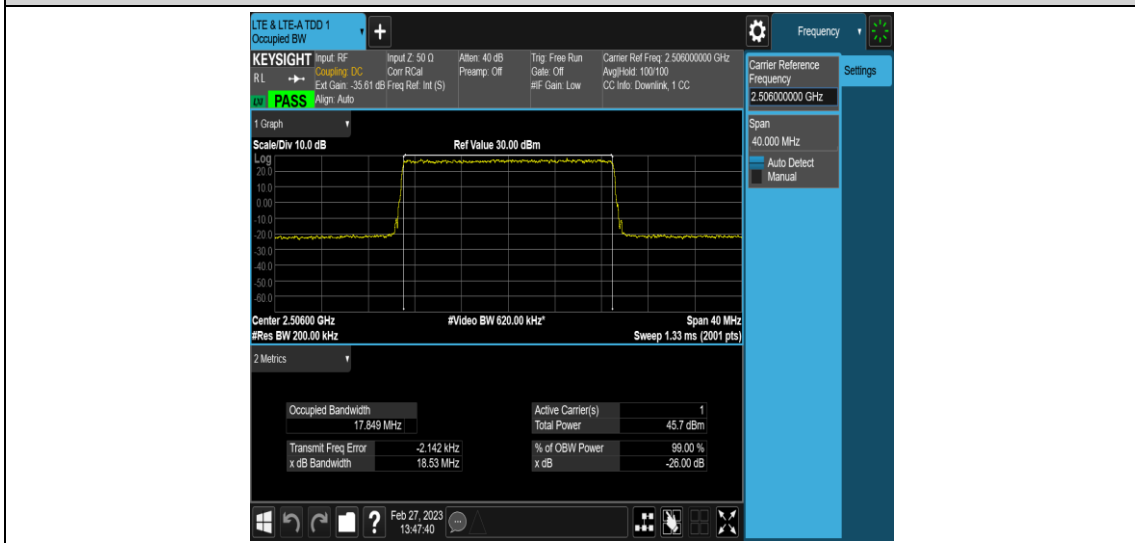 LTE & LTE-A TDD 1
Occupied BW
Frequency
KEYSIGHT
R L
LXI
PASS
Input: RF
Coupling: DC
Ext Gain: -35.61 dB
Align: Auto
Input Z: 50 Ω
Corr RCal
Freq Ref: Int (S)
Atten: 40 dB
Preamp: Off
Trig: Free Run
Gate: Off
#IF Gain: Low
Carrier Ref Freq: 2.506000000 GHz
Avg|Hold: 100/100
CC Info: Downlink, 1 CC
Carrier Reference
Frequency
2.506000000 GHz
Settings
Span
40.000 MHz
Auto Detect
Manual
1 Graph
Scale/Div 10.0 dB
Ref Value 30.00 dBm
Log
20.0
10.0
0.00
-10.0
-20.0
-30.0
-40.0
-50.0
-60.0
Center 2.50600 GHz
#Video BW 620.00 kHz*
Span 40 MHz
#Res BW 200.00 kHz
Sweep 1.33 ms (2001 pts)
2 Metrics
Occupied Bandwidth
17.849 MHz
Active Carrier(s) 1
Total Power 45.7 dBm
Transmit Freq Error -2.142 kHz
x dB Bandwidth 18.53 MHz
% of OBW Power 99.00 %
x dB -26.00 dB
?
Feb 27, 2023
13:47:40